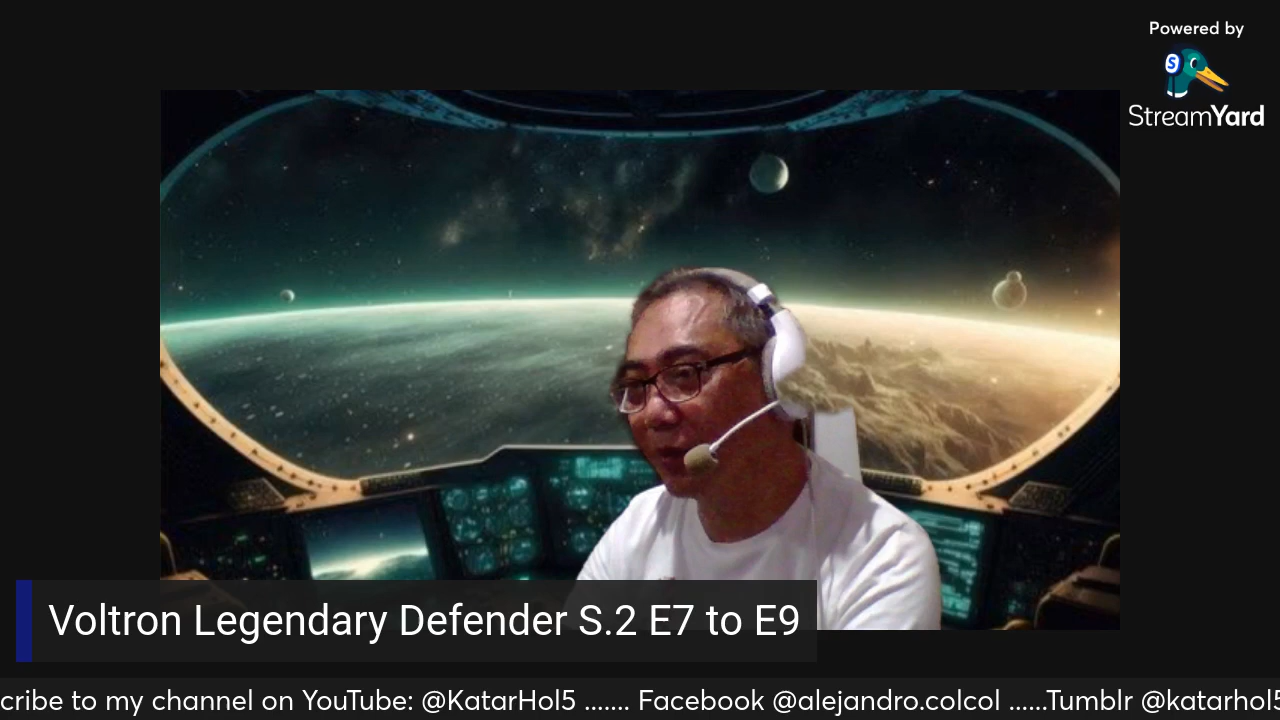 Powered by
StreamYard
Voltron Legendary Defender S.2 E7 to E9
cribe to my channel on YouTube: @KatarHol5 ....... Facebook @alejandro.colcol ......Tumblr @katarhol5